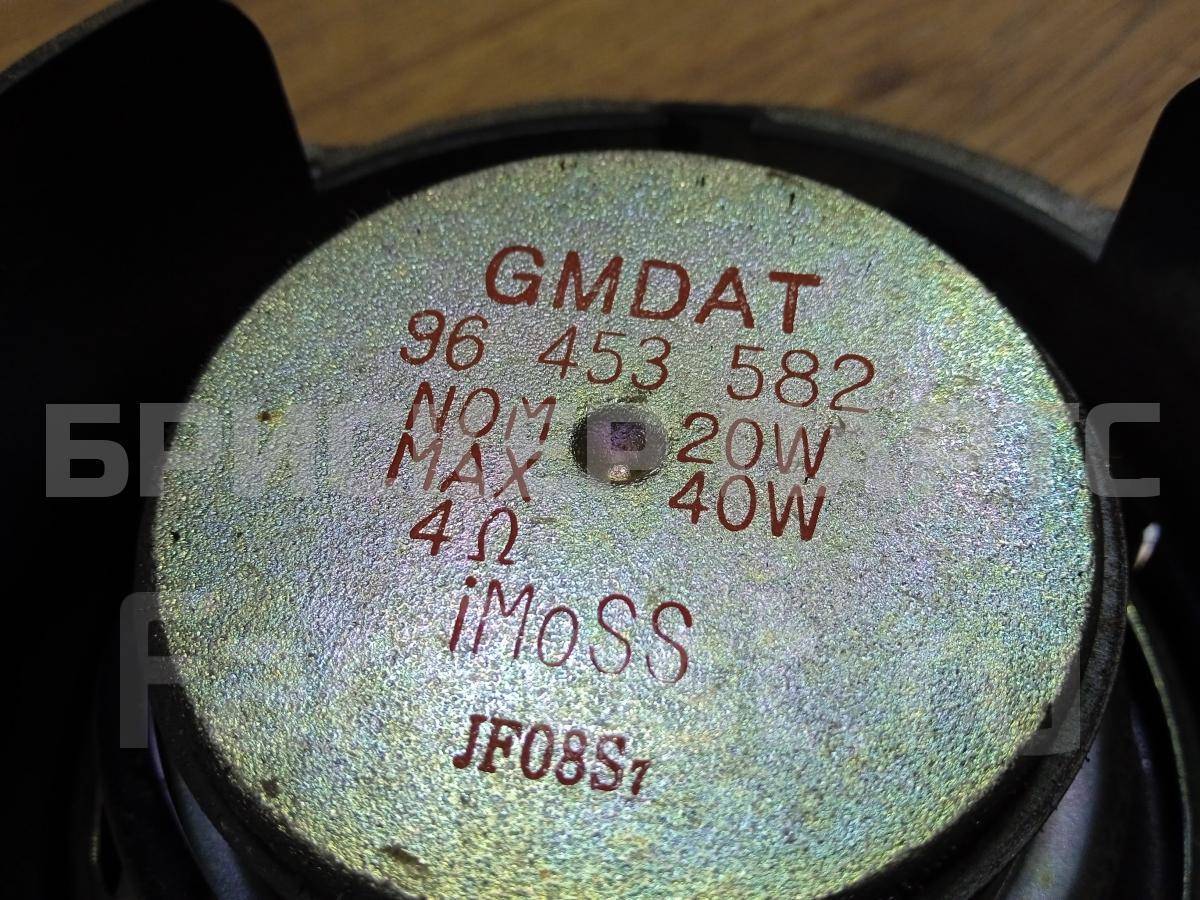 GMDAT
96 453 582
NOM 20W
MAX 40W
4Ω
iMoSS
JF08S7